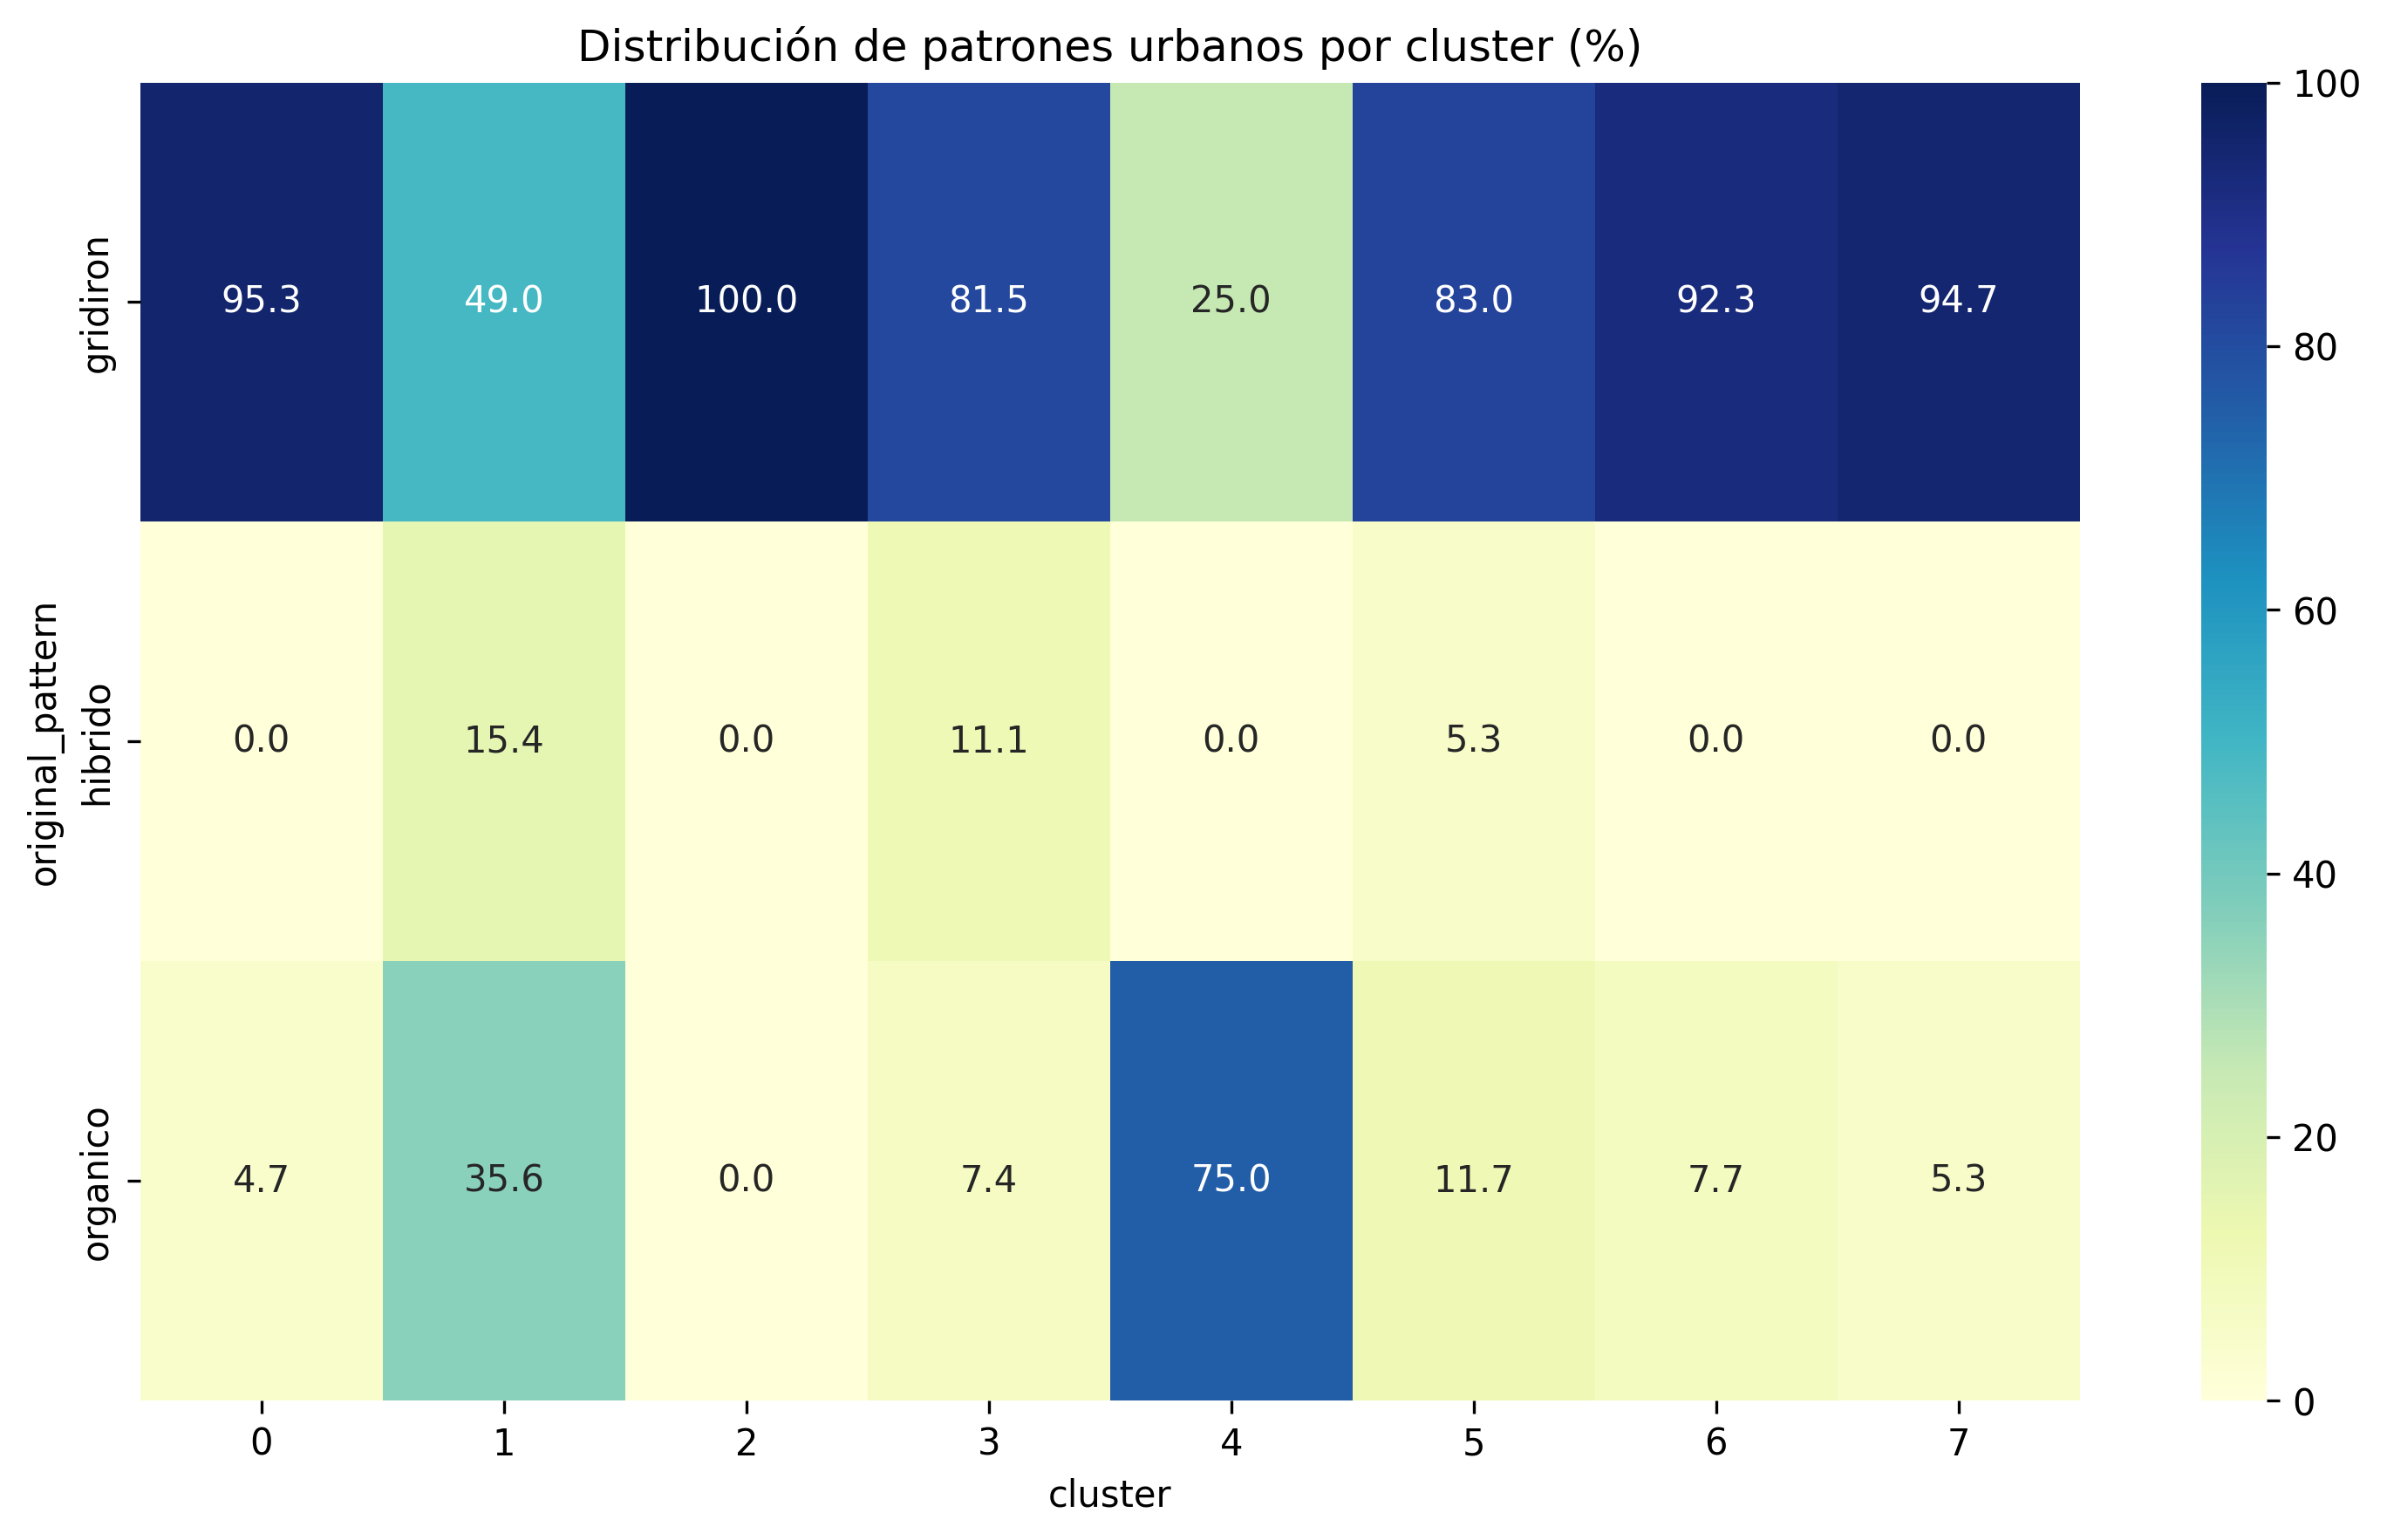 Distribución de patrones urbanos por cluster (%)
original_pattern
gridiron
95.3 49.0 100.0 81.5 25.0 83.0 92.3 94.7
hibrido
0.0 15.4 0.0 11.1 0.0 5.3 0.0 0.0
organico
4.7 35.6 0.0 7.4 75.0 11.7 7.7 5.3
0 1 2 3 4 5 6 7
cluster
100
80
60
40
20
0